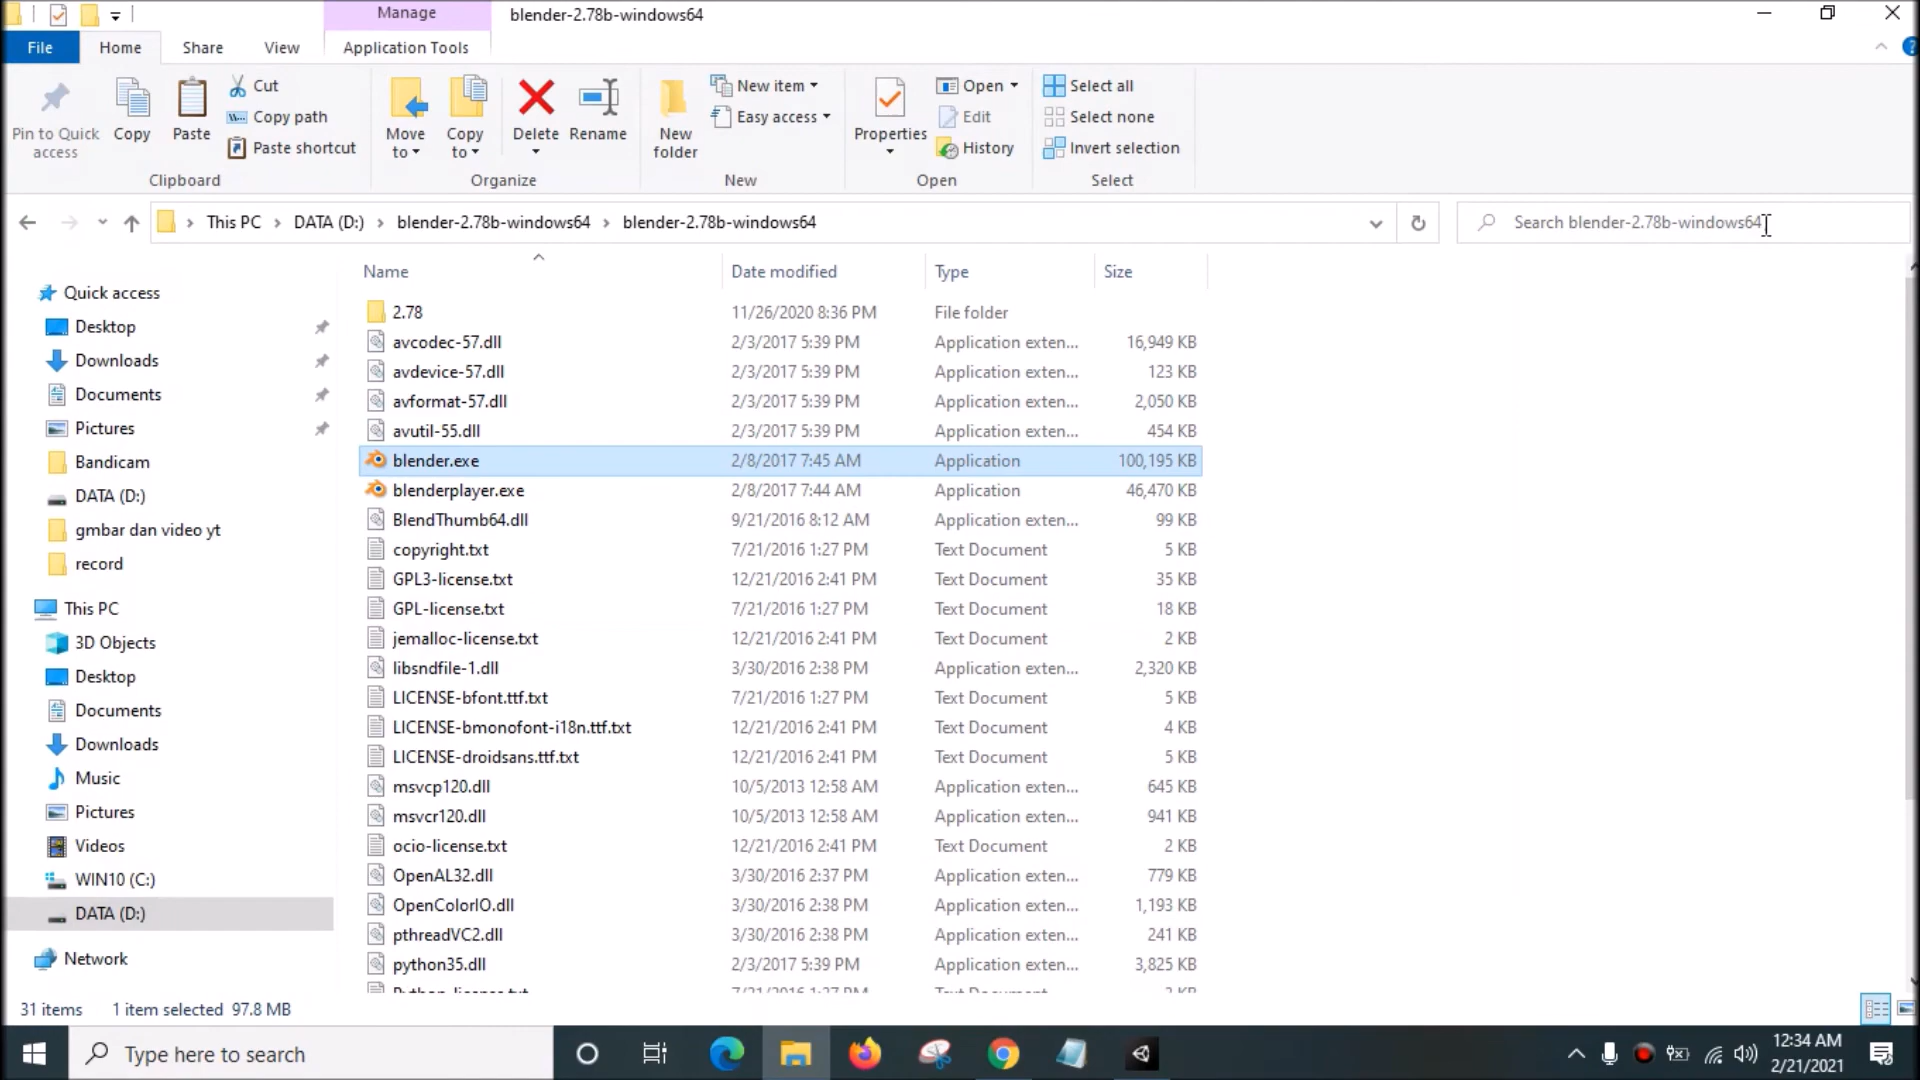 Manage
blender-2.78b-windows64
File
Home
Share
View
Application Tools
Pin to Quick access
Copy
Paste
Cut
Copy path
Paste shortcut
Clipboard
Move to
Copy to
Delete
Rename
Organize
New folder
New item
Easy access
New
Properties
Open
Edit
History
Open
Select all
Select none
Invert selection
Select
This PC
DATA (D:)
blender-2.78b-windows64
blender-2.78b-windows64
Search blender-2.78b-windows64
Quick access
Desktop
Downloads
Documents
Pictures
Bandicam
DATA (D:)
gmbar dan video yt
record
This PC
3D Objects
Desktop
Documents
Downloads
Music
Pictures
Videos
WIN10 (C:)
DATA (D:)
Network
Name Date modified Type Size
2.78 11/26/2020 8:36 PM File folder
avcodec-57.dll 2/3/2017 5:39 PM Application exten... 16,949 KB
avdevice-57.dll 2/3/2017 5:39 PM Application exten... 123 KB
avformat-57.dll 2/3/2017 5:39 PM Application exten... 2,050 KB
avutil-55.dll 2/3/2017 5:39 PM Application exten... 454 KB
blender.exe 2/8/2017 7:45 AM Application 100,195 KB
blenderplayer.exe 2/8/2017 7:44 AM Application 46,470 KB
BlendThumb64.dll 9/21/2016 8:12 AM Application exten... 99 KB
copyright.txt 7/21/2016 1:27 PM Text Document 5 KB
GPL3-license.txt 12/21/2016 2:41 PM Text Document 35 KB
GPL-license.txt 7/21/2016 1:27 PM Text Document 18 KB
jemalloc-license.txt 12/21/2016 2:41 PM Text Document 2 KB
libsndfile-1.dll 3/30/2016 2:38 PM Application exten... 2,320 KB
LICENSE-bfont.ttf.txt 7/21/2016 1:27 PM Text Document 5 KB
LICENSE-bmonofont-i18n.ttf.txt 12/21/2016 2:41 PM Text Document 4 KB
LICENSE-droidsans.ttf.txt 12/21/2016 2:41 PM Text Document 5 KB
msvcp120.dll 10/5/2013 12:58 AM Application exten... 645 KB
msvcr120.dll 10/5/2013 12:58 AM Application exten... 941 KB
ocio-license.txt 12/21/2016 2:41 PM Text Document 2 KB
OpenAL32.dll 3/30/2016 2:37 PM Application exten... 779 KB
OpenColorIO.dll 3/30/2016 2:38 PM Application exten... 1,193 KB
pthreadVC2.dll 3/30/2016 2:38 PM Application exten... 241 KB
python35.dll 2/3/2017 5:39 PM Application exten... 3,825 KB
31 items 1 item selected 97.8 MB
Type here to search
12:34 AM
2/21/2021